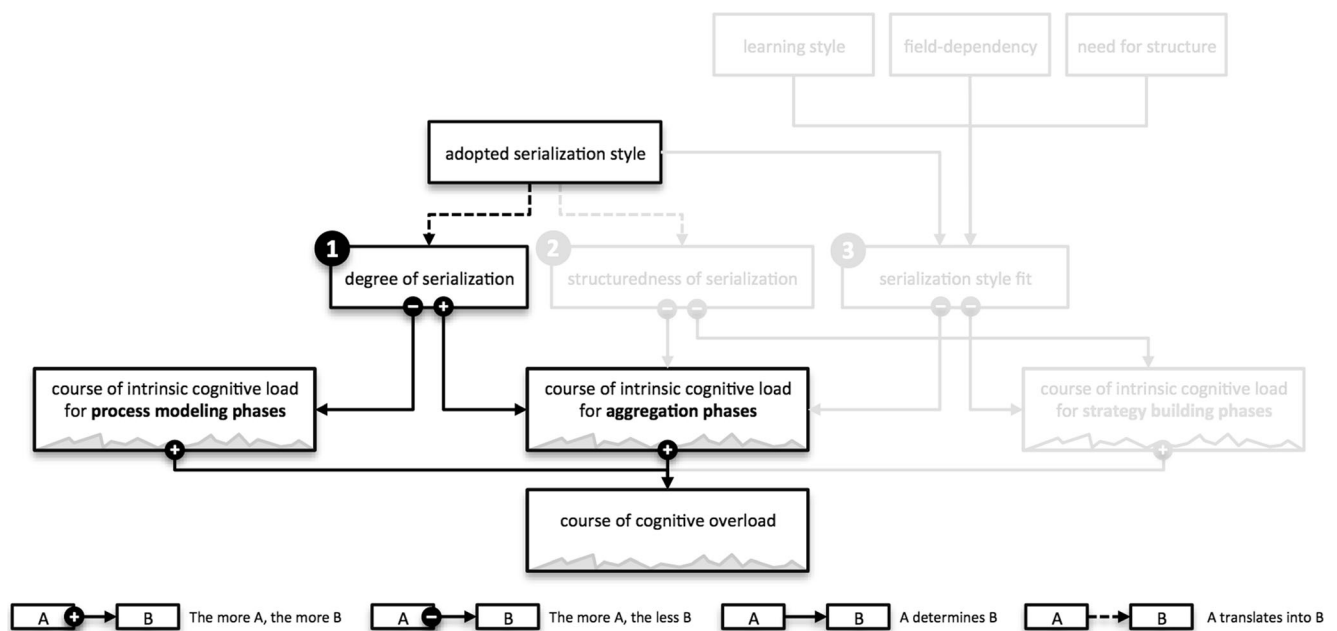 learning style
field-dependency
need for structure
adopted serialization style
1
degree of serialization
2
structuredness of serialization
3
serialization style fit
− +
− −
− −
course of intrinsic cognitive load
for process modeling phases
+
course of intrinsic cognitive load
for aggregation phases
+
course of intrinsic cognitive load
for strategy building phases
+
course of cognitive overload
A + B The more A, the more B
A − B The more A, the less B
A B A determines B
A B A translates into B